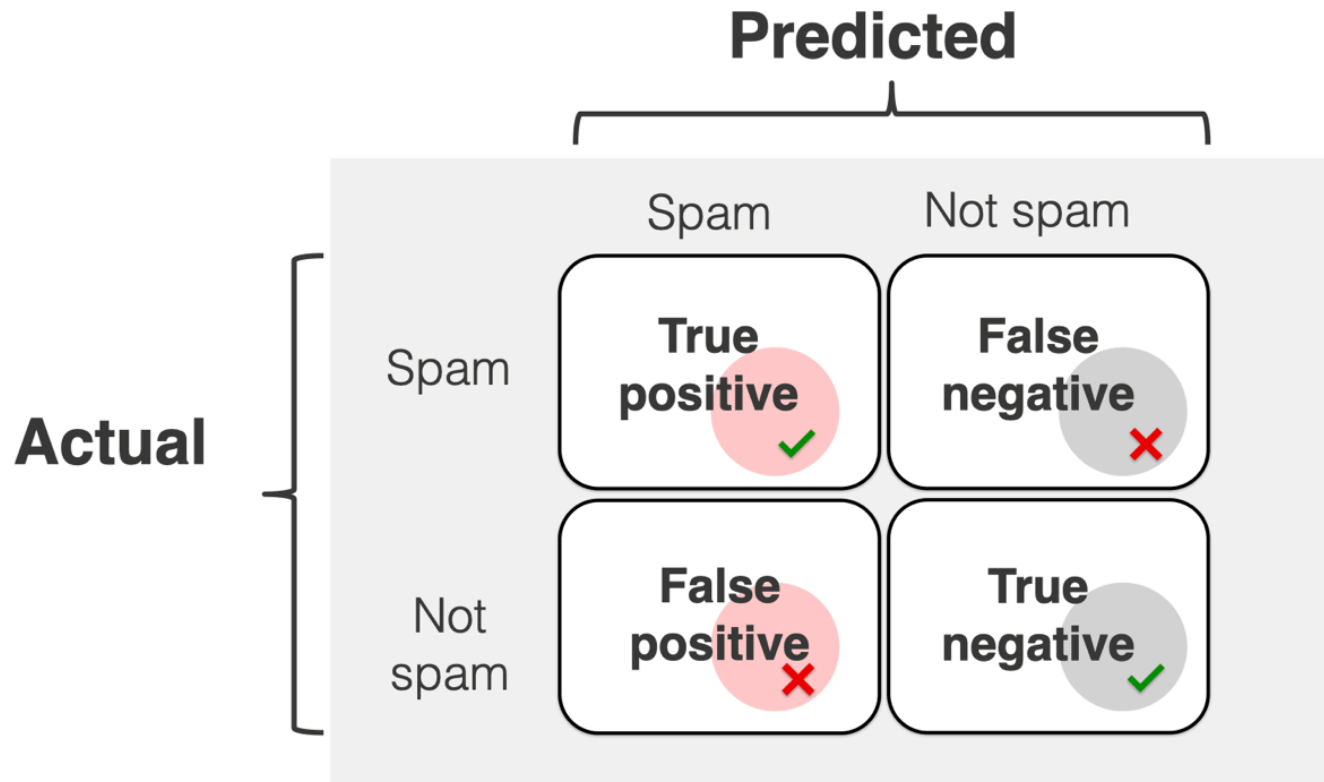 Predicted
Spam
Not spam
Actual
Spam
True
positive
False
negative
Not
spam
False
positive
True
negative